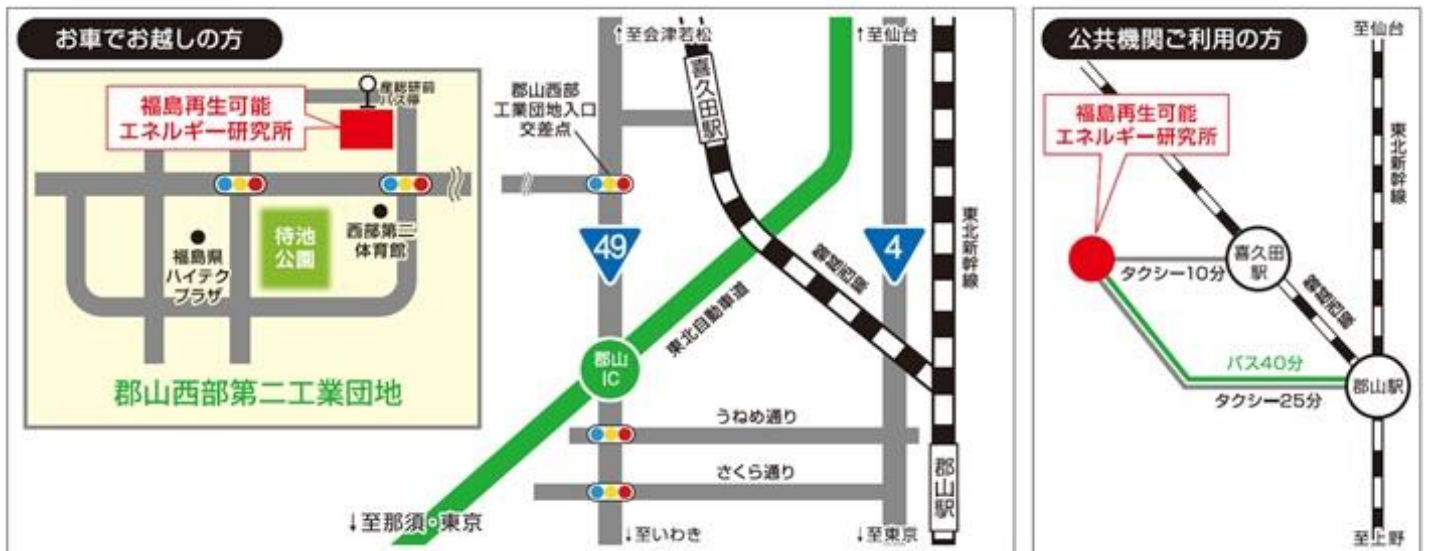 お車でお越しの方
産総研前
バス停
福島再生可能
エネルギー研究所
福島県
ハイテク
プラザ
待池
公園
西部第二
体育館
郡山西部第二工業団地
↑至会津若松
↑至仙台
喜久田駅
郡山西部
工業団地入口
交差点
49
4
東北新幹線
磐越西線
東北自動車道
郡山
IC
うねめ通り
さくら通り
郡山駅
↓至那須・東京
↓至いわき
↓至東京
公共機関ご利用の方
至仙台
福島再生可能
エネルギー研究所
東北新幹線
喜久田
駅
タクシー10分
磐越西線
バス40分
タクシー25分
郡山駅
至上野